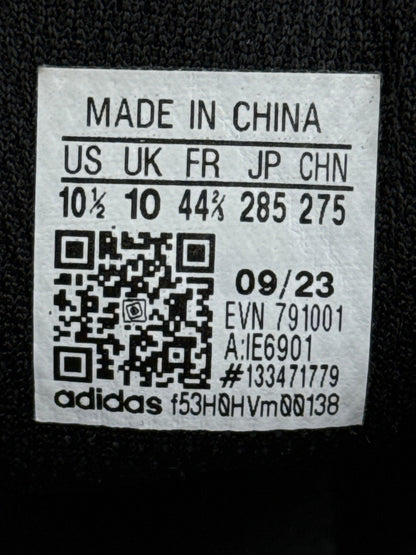 MADE IN CHINA
US UK FR JP CHN
10½ 10 44⅔ 285 275
09/23
EVN 791001
A:IE6901
#133471779
adidas f53H0HVm00138